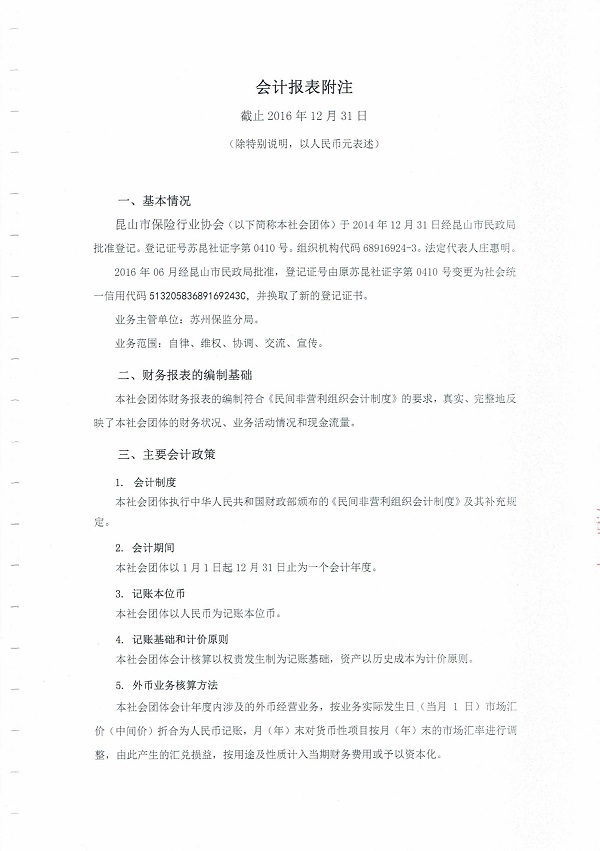 会计报表附注
截止 2016 年 12 月 31 日
（除特别说明，以人民币元表述）
一、基本情况
昆山市保险行业协会（以下简称本社会团体）于 2014 年 12 月 31 日经昆山市民政局
批准登记。登记证号苏昆社证字第 0410 号。组织机构代码 68916924-3。法定代表人庄惠明。
2016 年 06 月经昆山市民政局批准，登记证号由原苏昆社证字第 0410 号变更为社会统
一信用代码 51320583689169243C，并换取了新的登记证书。
业务主管单位：苏州保监分局。
业务范围：自律、维权、协调、交流、宣传。
二、财务报表的编制基础
本社会团体财务报表的编制符合《民间非营利组织会计制度》的要求，真实、完整地反
映了本社会团体的财务状况、业务活动情况和现金流量。
三、主要会计政策
1. 会计制度
本社会团体执行中华人民共和国财政部颁布的《民间非营利组织会计制度》及其补充规
定。
2. 会计期间
本社会团体以 1 月 1 日起 12 月 31 日止为一个会计年度。
3. 记账本位币
本社会团体以人民币为记账本位币。
4. 记账基础和计价原则
本社会团体会计核算以权责发生制为记账基础，资产以历史成本为计价原则。
5. 外币业务核算方法
本社会团体会计年度内涉及的外币经营业务，按业务实际发生日（当月 1 日）市场汇
价（中间价）折合为人民币记账，月（年）末对货币性项目按月（年）末的市场汇率进行调
整，由此产生的汇兑损益，按用途及性质计入当期财务费用或予以资本化。